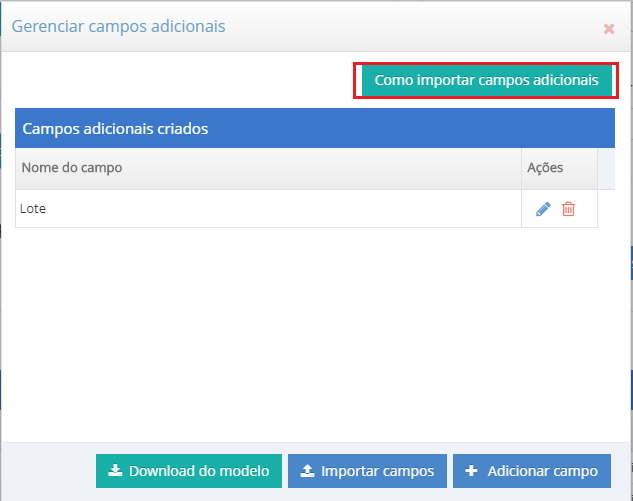 Gerenciar campos adicionais
Como importar campos adicionais
Campos adicionais criados
Nome do campo Ações
Lote
Download do modelo Importar campos Adicionar campo